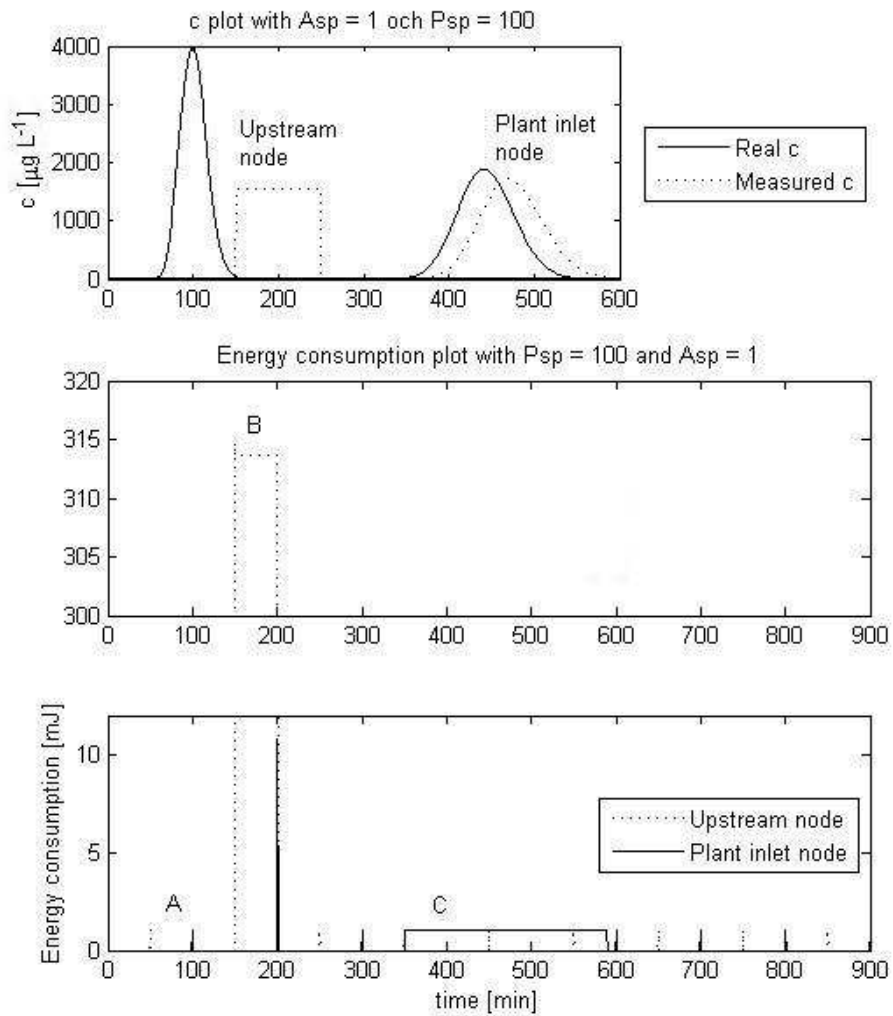 c plot with Asp = 1 och Psp = 100
4000
3000
2000
1000
0
c [µg L-1]
Upstream
node
Plant inlet
node
Real c
Measured c
0 100 200 300 400 500 600
Energy consumption plot with Psp = 100 and Asp = 1
320
315
310
305
300
B
0 100 200 300 400 500 600 700 800 900
Energy consumption [mJ]
10
5
0
A
C
Upstream node
Plant inlet node
0 100 200 300 400 500 600 700 800 900
time [min]